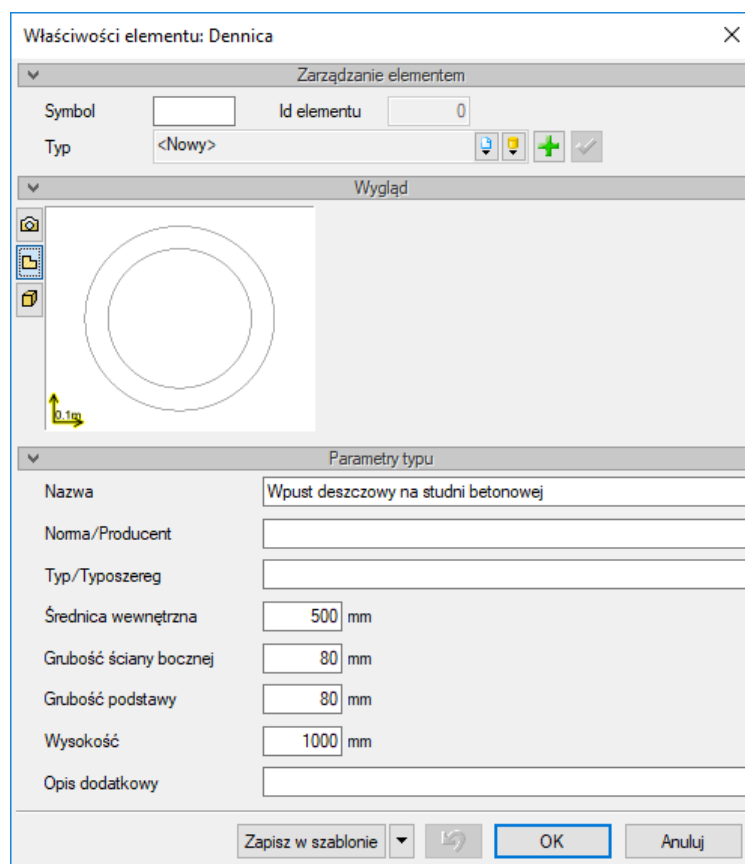 Właściwości elementu: Dennica
Zarządzanie elementem
Symbol Id elementu 0
Typ <Nowy>
Wygląd
0.1m
Parametry typu
Nazwa Wpust deszczowy na studni betonowej
Norma/Producent
Typ/Typoszereg
Średnica wewnętrzna 500 mm
Grubość ściany bocznej 80 mm
Grubość podstawy 80 mm
Wysokość 1000 mm
Opis dodatkowy
Zapisz w szablonie OK Anuluj